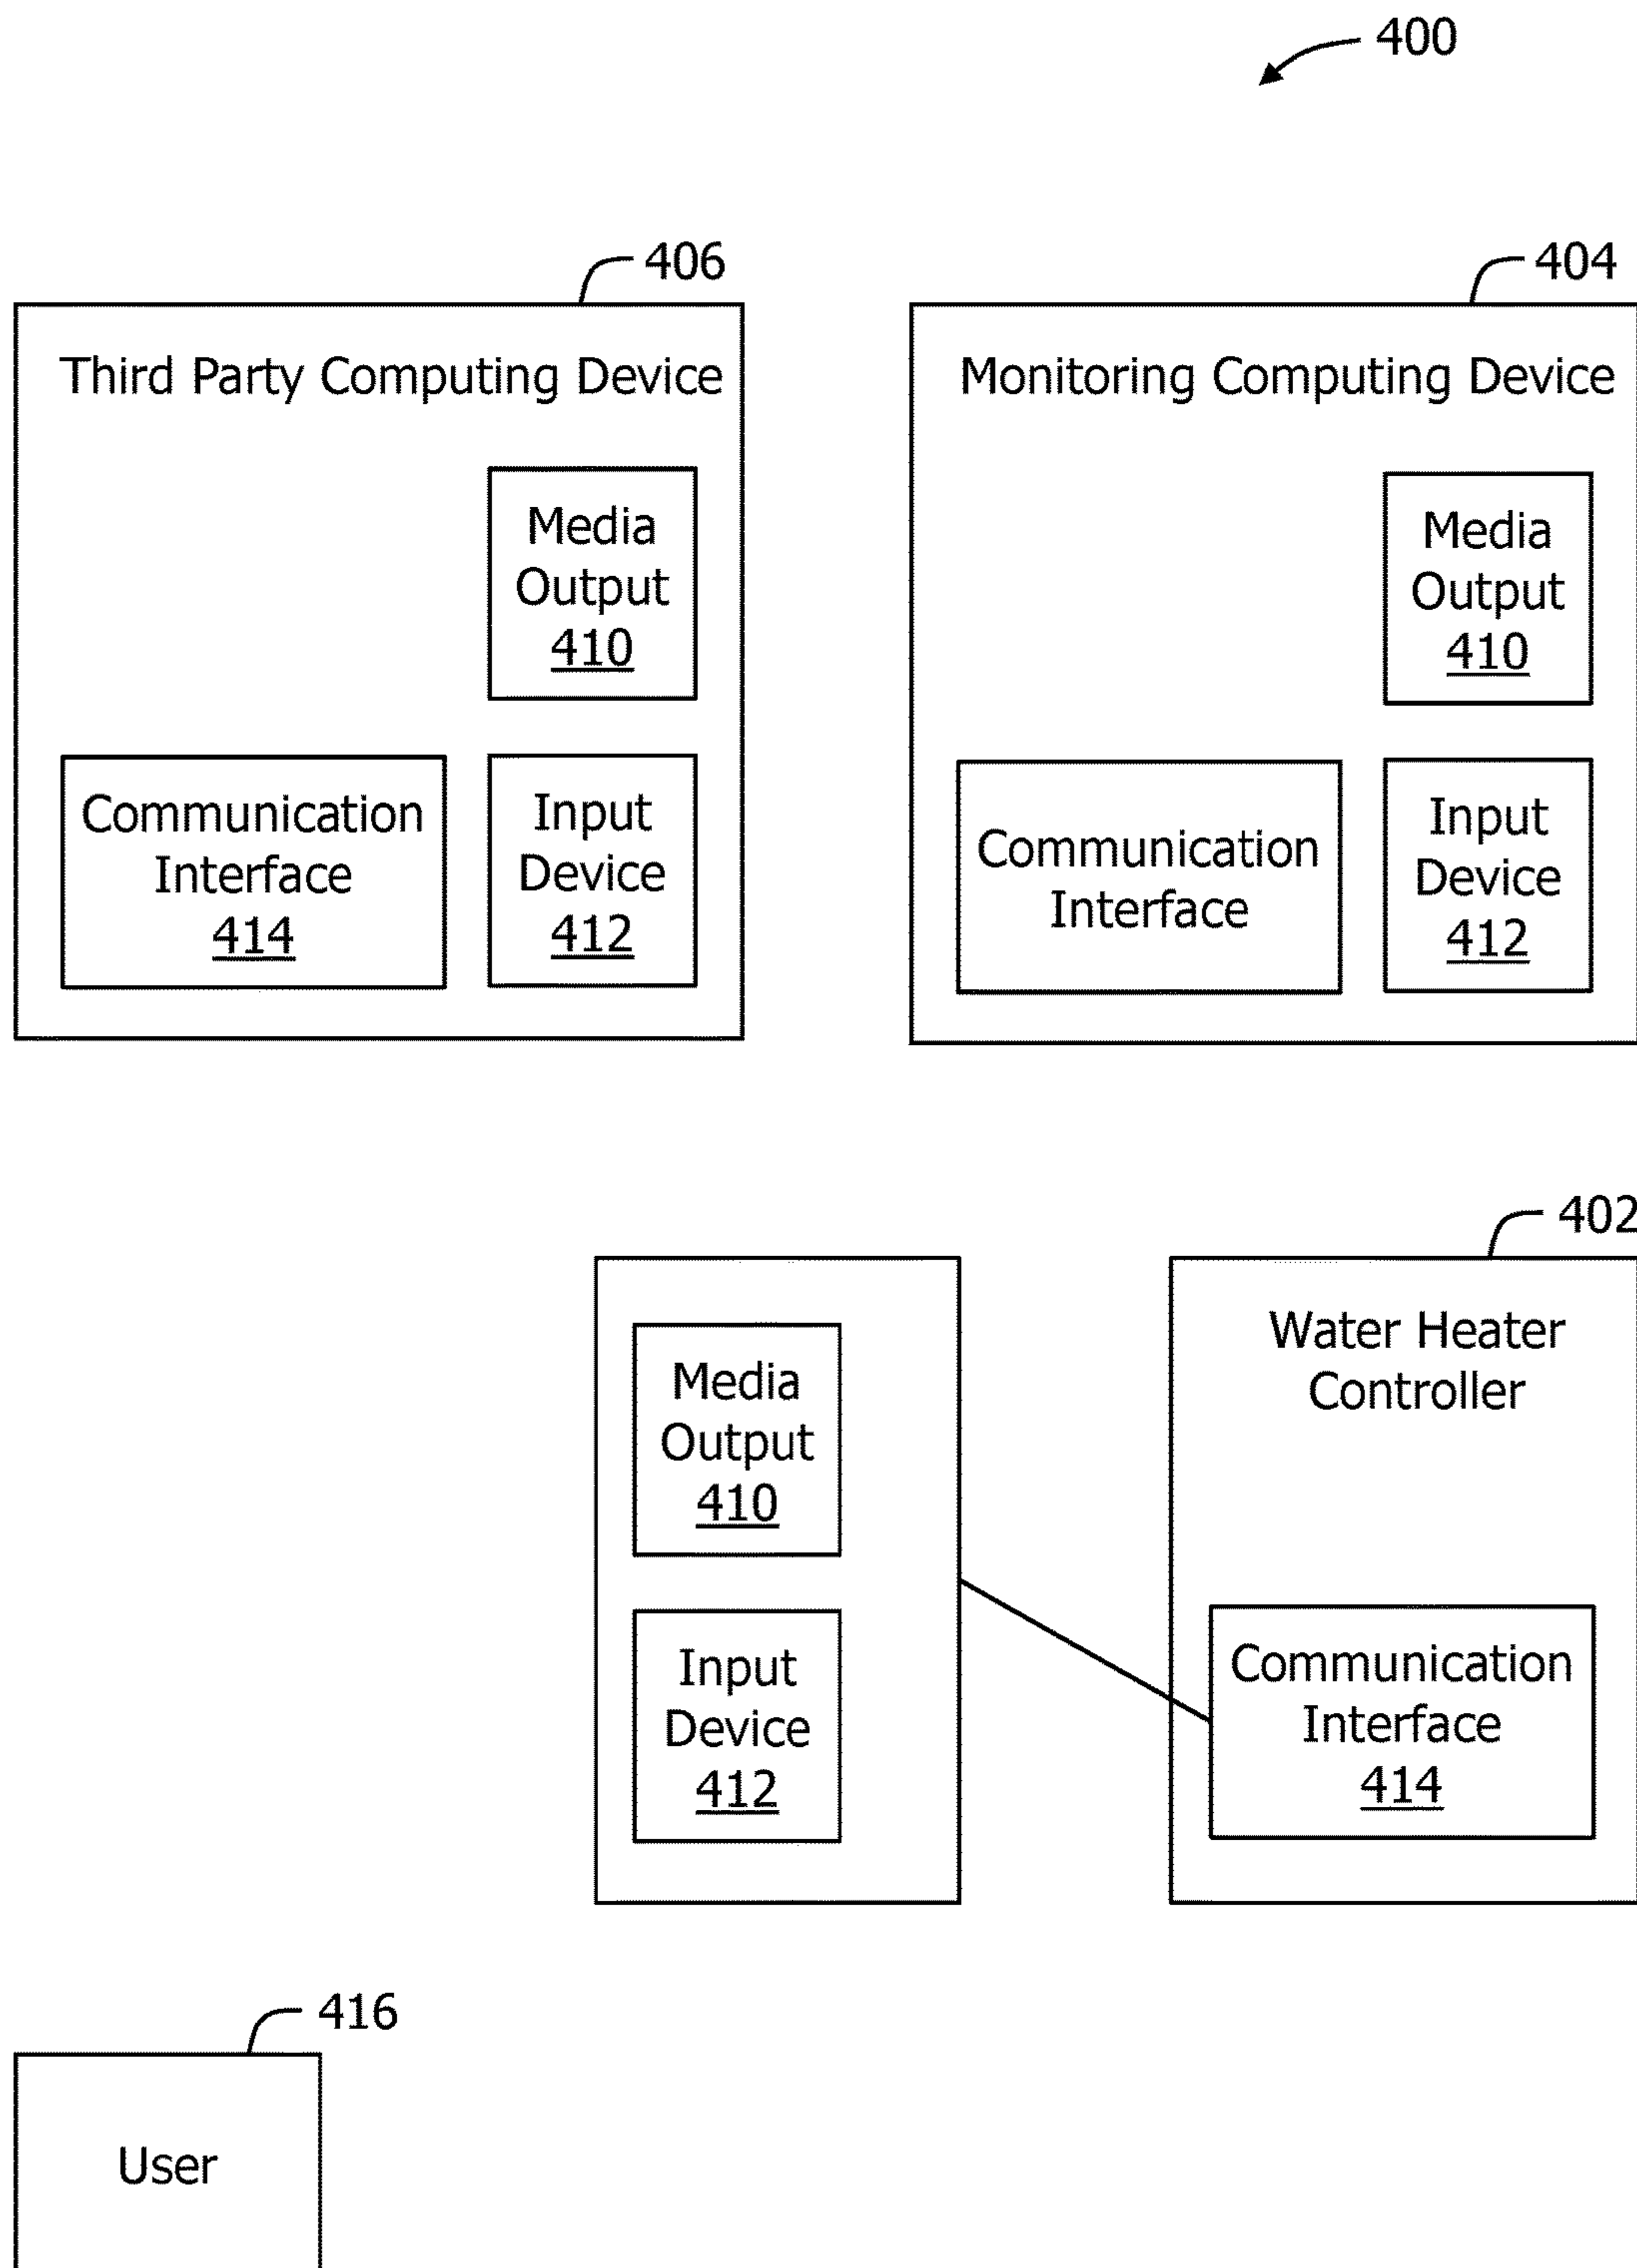 400
406
404
Third Party Computing Device
Monitoring Computing Device
Media
Output
410
Media
Output
410
Communication
Interface
414
Input
Device
412
Communication
Interface
Input
Device
412
402
Media
Output
410
Water Heater
Controller
Input
Device
412
Communication
Interface
414
416
User